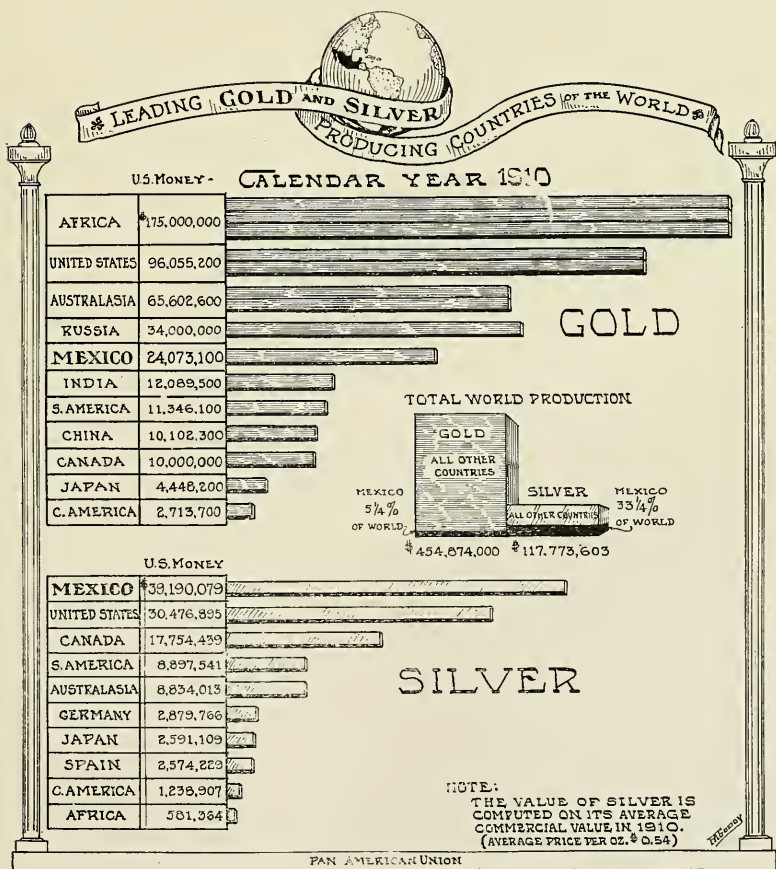 LEADING GOLD AND SILVER
PRODUCING COUNTRIES OF THE WORLD
U.S. MONEY - CALENDAR YEAR 1910
AFRICA $175,000,000
UNITED STATES 96,055,200
AUSTRALASIA 65,602,600
RUSSIA 34,000,000
MEXICO 24,073,100
INDIA 12,089,500
S. AMERICA 11,346,100
CHINA 10,102,300
CANADA 10,000,000
JAPAN 4,448,200
C. AMERICA 2,713,700
GOLD
TOTAL WORLD PRODUCTION
GOLD
ALL OTHER
COUNTRIES
MEXICO
5 1/4 %
OF WORLD
SILVER
ALL OTHER COUNTRIES
MEXICO
33 1/4 %
OF WORLD
$454,874,000 $117.773,603
U.S. MONEY
MEXICO $39,190,079
UNITED STATES 30,476,895
CANADA 17,754,439
S. AMERICA 8,897,541
AUSTRALASIA 8,834,013
GERMANY 2,879,766
JAPAN 2,591,109
SPAIN 2,574,229
C. AMERICA 1,238,907
AFRICA 581,364
SILVER
NOTE:
THE VALUE OF SILVER IS
COMPUTED ON ITS AVERAGE
COMMERCIAL VALUE IN 1910.
(AVERAGE PRICE PER OZ. $0.54)
PAN AMERICAN UNION